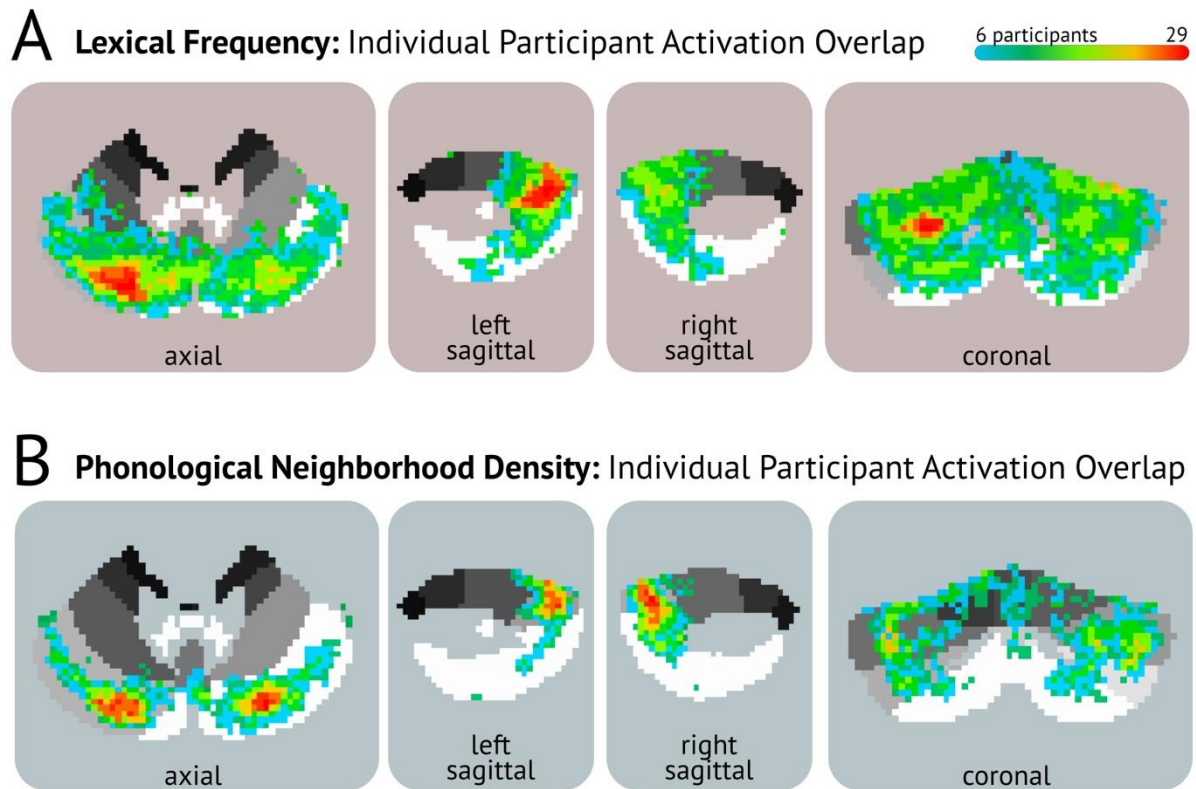 A Lexical Frequency: Individual Participant Activation Overlap
6 participants 29
axial
left
sagittal
right
sagittal
coronal
B Phonological Neighborhood Density: Individual Participant Activation Overlap
axial
left
sagittal
right
sagittal
coronal